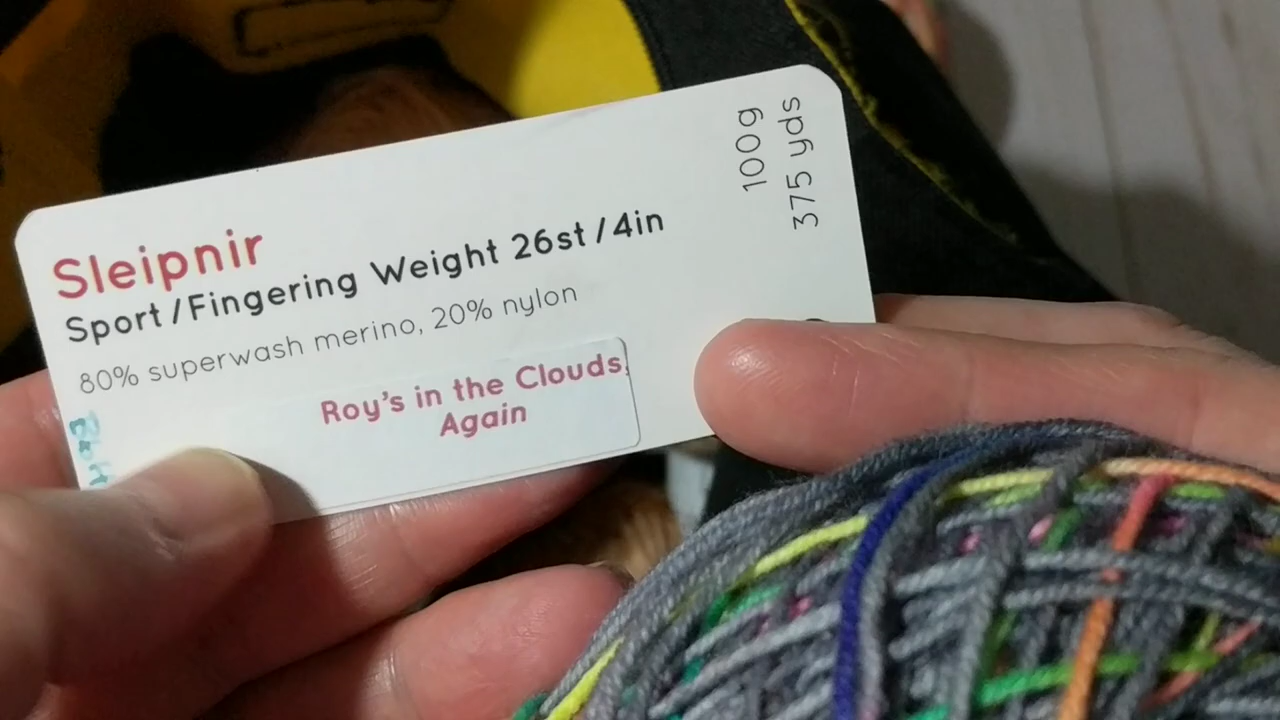 Sleipnir
Sport/Fingering Weight 26st/4in
80% superwash merino, 20% nylon
Roy's in the Clouds,
Again
100g
375 yds